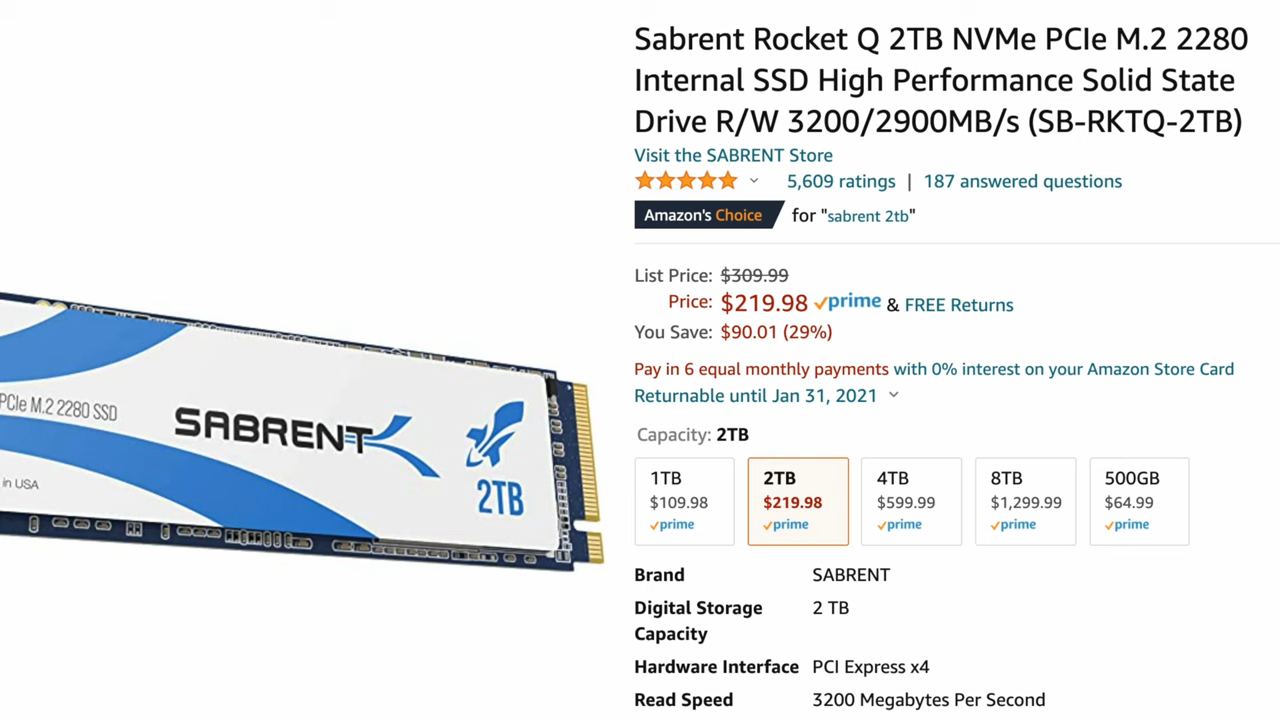 Sabrent Rocket Q 2TB NVMe PCIe M.2 2280
Internal SSD High Performance Solid State
Drive R/W 3200/2900MB/s (SB-RKTQ-2TB)
Visit the SABRENT Store
5,609 ratings | 187 answered questions
Amazon's Choice for "sabrent 2tb"
List Price: $309.99
Price: $219.98 prime & FREE Returns
You Save: $90.01 (29%)
Pay in 6 equal monthly payments with 0% interest on your Amazon Store Card
Returnable until Jan 31, 2021
Capacity: 2TB
1TB
$109.98
prime
2TB
$219.98
prime
4TB
$599.99
prime
8TB
$1,299.99
prime
500GB
$64.99
prime
Brand SABRENT
Digital Storage Capacity 2 TB
Hardware Interface PCI Express x4
Read Speed 3200 Megabytes Per Second
PCIe M.2 2280 SSD
SABRENT
2TB
in USA